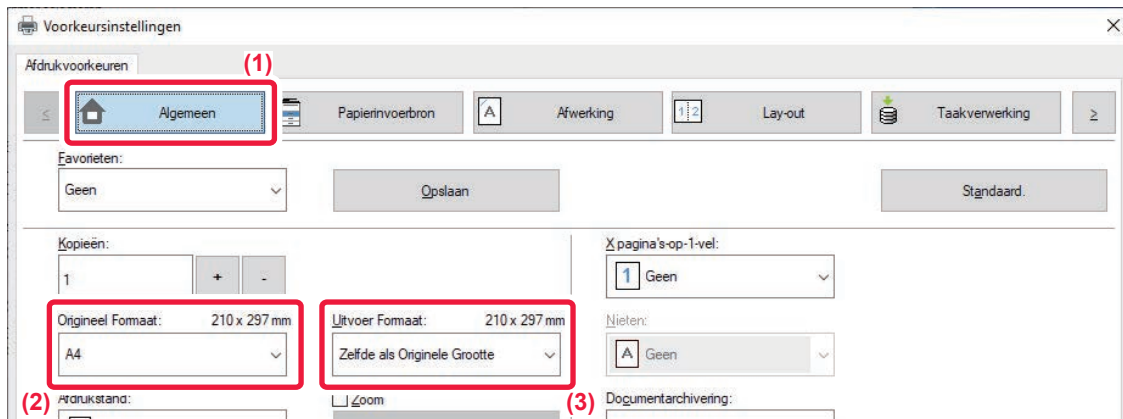 Voorkeursinstellingen
Afdrukvoorkeuren
(1)
< Algemeen Papierinvoerbron Afwerking Lay-out Taakverwerking >
Favorieten:
Geen Opslaan Standaard.
Kopieën: X pagina's-op-1-vel:
1 + - 1 Geen
Origineel Formaat: 210 x 297 mm Uitvoer Formaat: 210 x 297 mm Nieten:
A4 Zelfde als Originele Grootte A Geen
(2) Afdrukstand: Zoom (3) Documentarchivering: